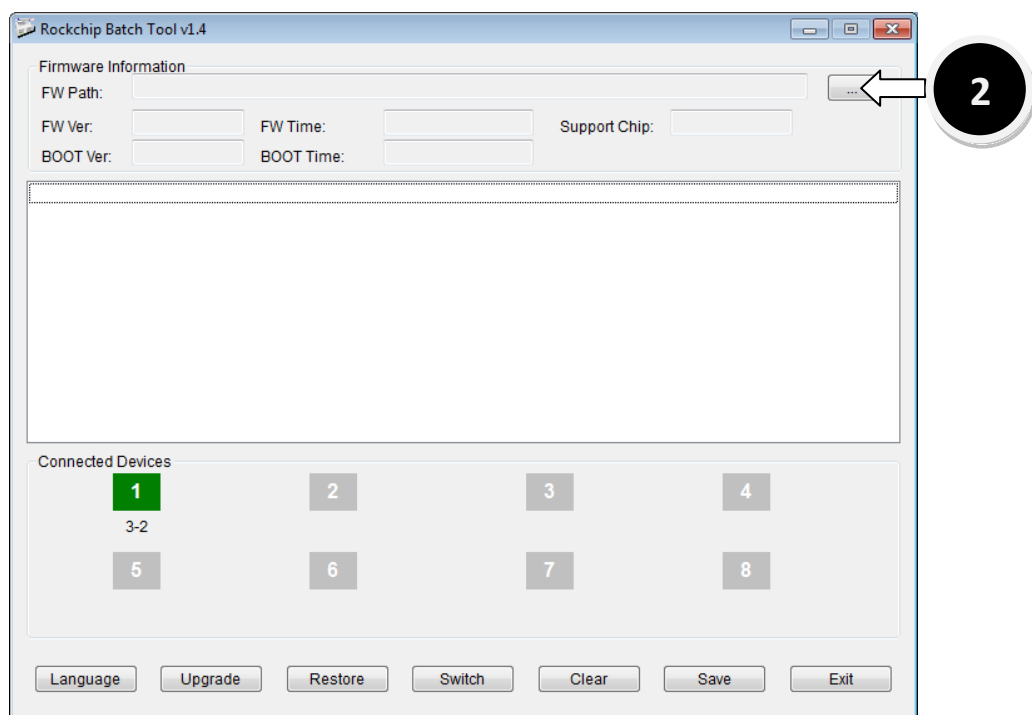 Rockchip Batch Tool v1.4
Firmware Information
FW Path:
...
2
FW Ver:
FW Time:
Support Chip:
BOOT Ver:
BOOT Time:
Connected Devices
1
2
3
4
3-2
5
6
7
8
Language
Upgrade
Restore
Switch
Clear
Save
Exit